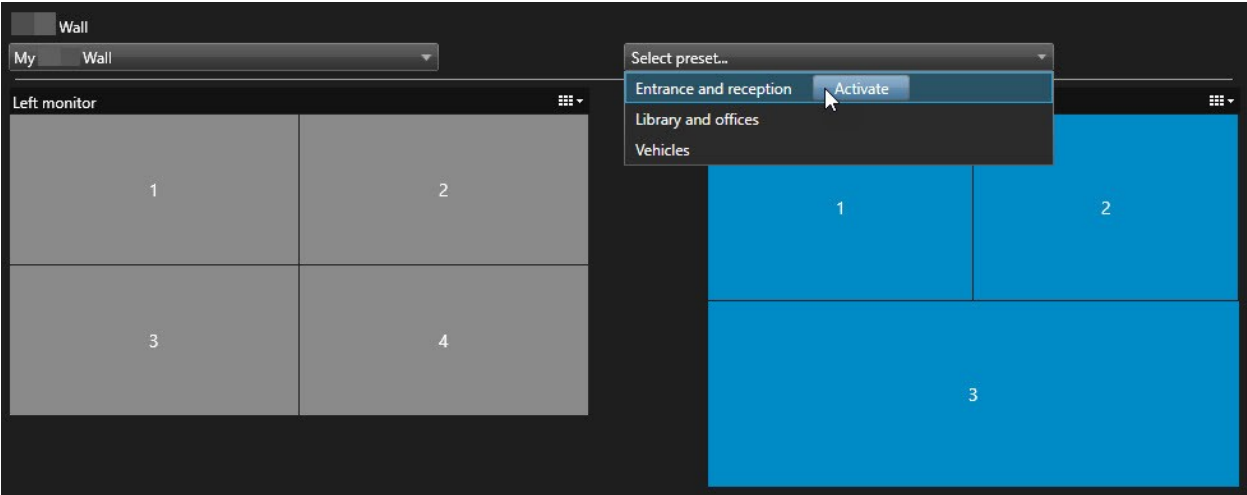 Wall
My Wall
Select preset...
Entrance and reception Activate
Library and offices
Vehicles
Left monitor
1 2
3 4
1 2
3